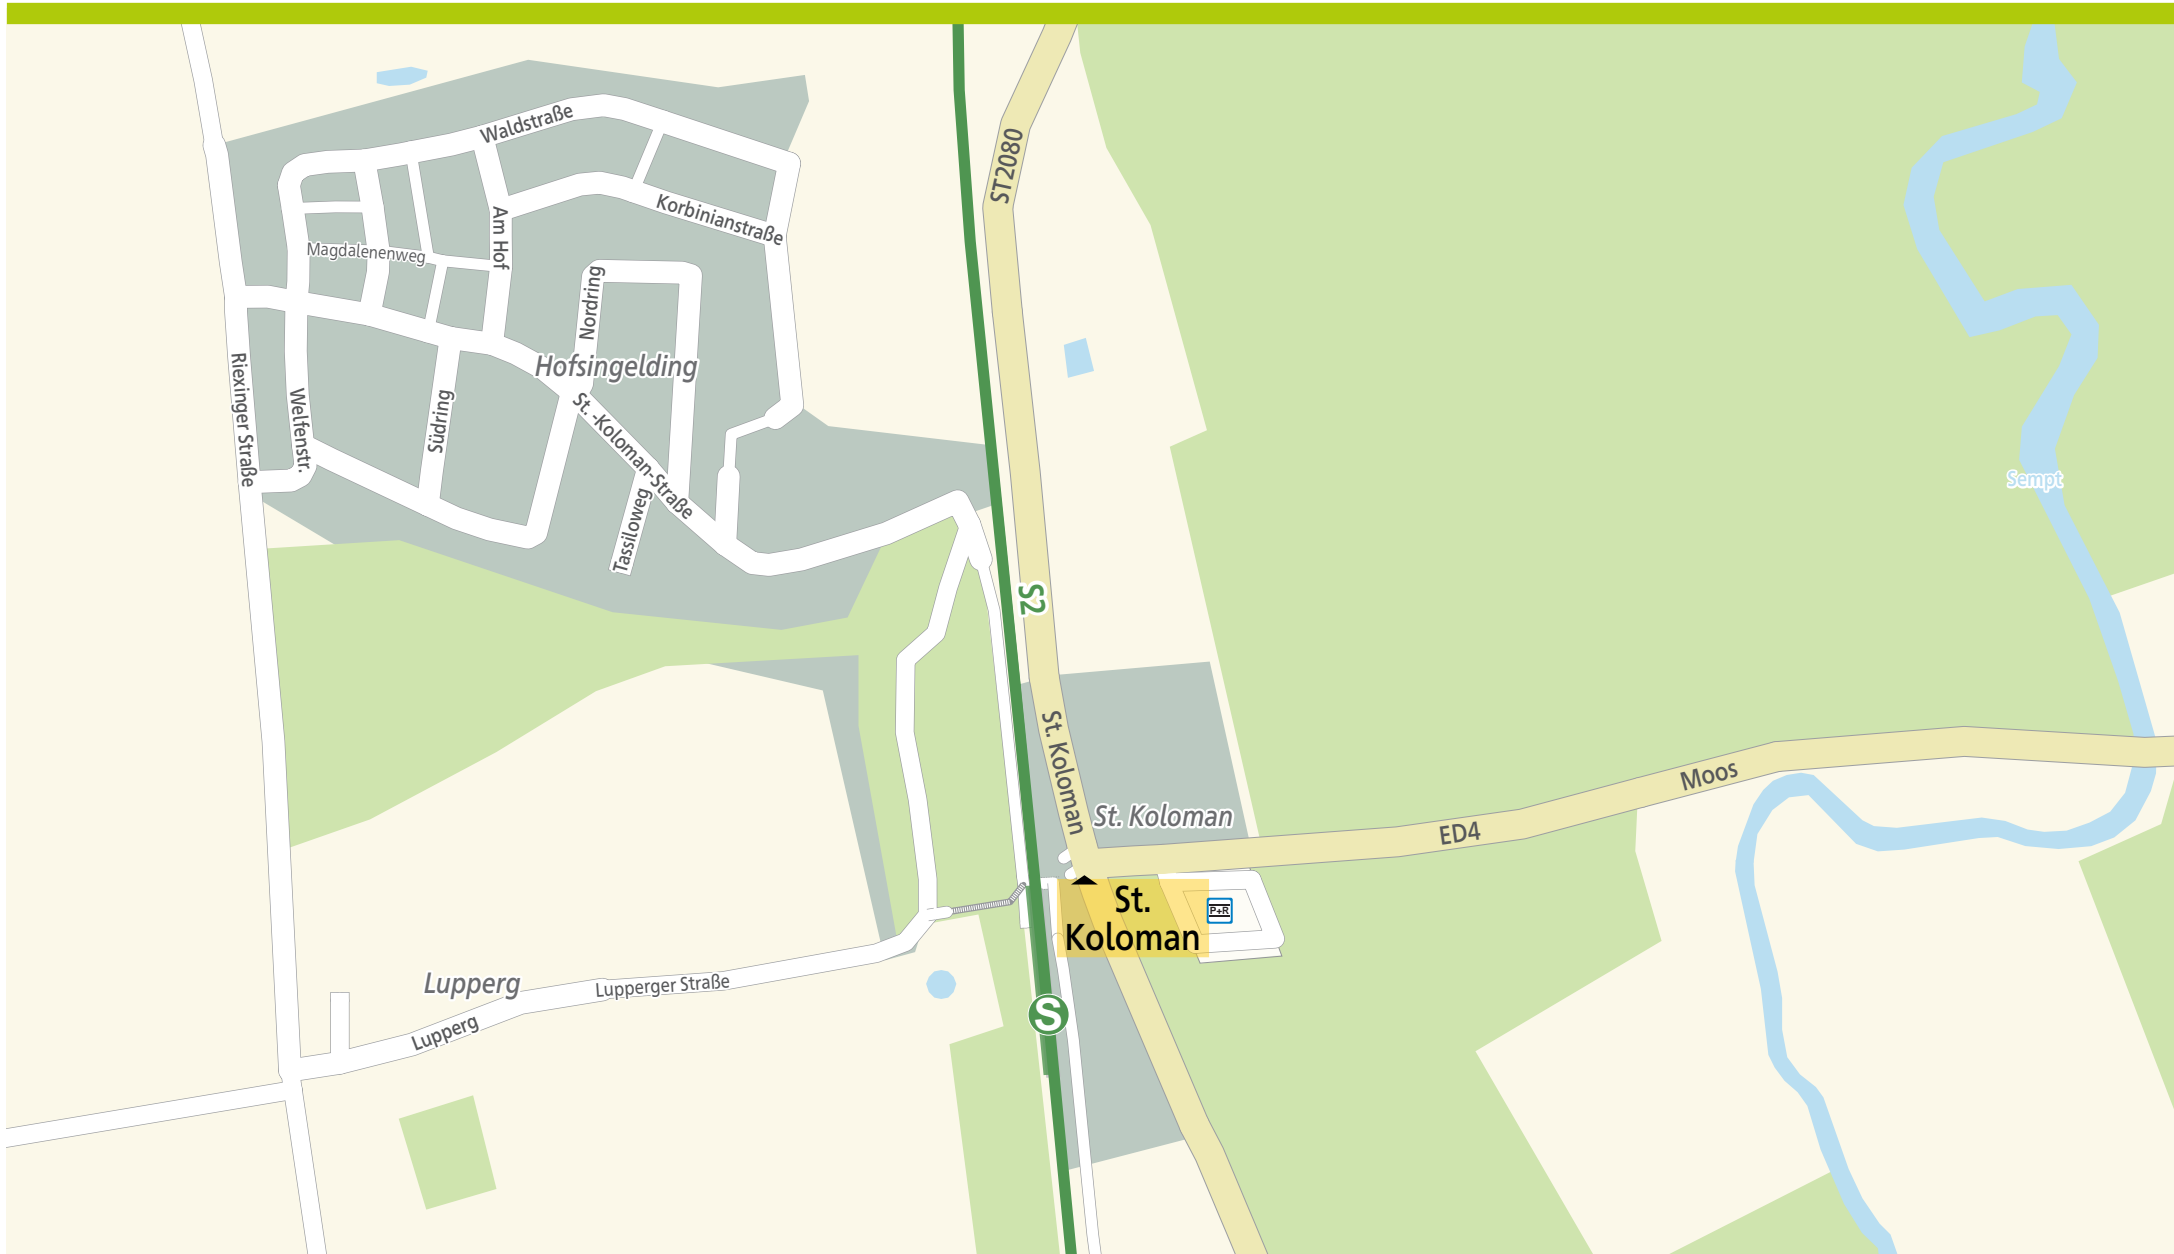 Waldstraße
ST2080
Korbinianstraße
Am Hof
Magdalenenweg
Nordring
Hofsingelding
Riexinger Straße
Welfenstr.
Südring
St. -Koloman-Straße
Tassiloweg
Sempt
S2
St. Koloman
St. Koloman
Moos
ED4
St.
Koloman
P+R
Lupperg
Lupperger Straße
Lupperg
S